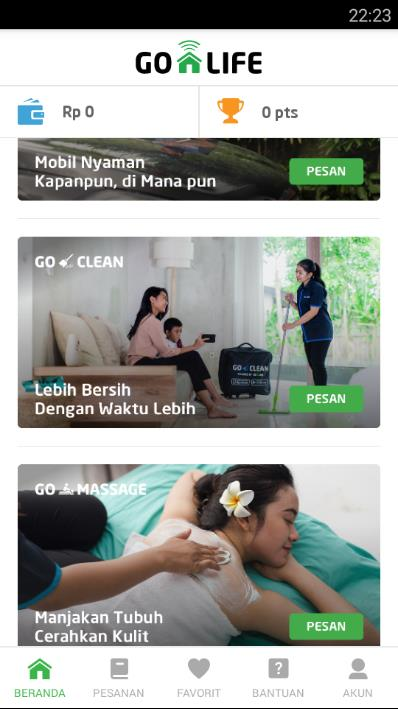 22:23
GO LIFE
Rp 0
0 pts
Mobil Nyaman
Kapanpun, di Mana pun
PESAN
GO CLEAN
GO CLEAN
Lebih Bersih
Dengan Waktu Lebih
PESAN
GO MASSAGE
Manjakan Tubuh
Cerahkan Kulit
PESAN
BERANDA
PESANAN
FAVORIT
BANTUAN
AKUN